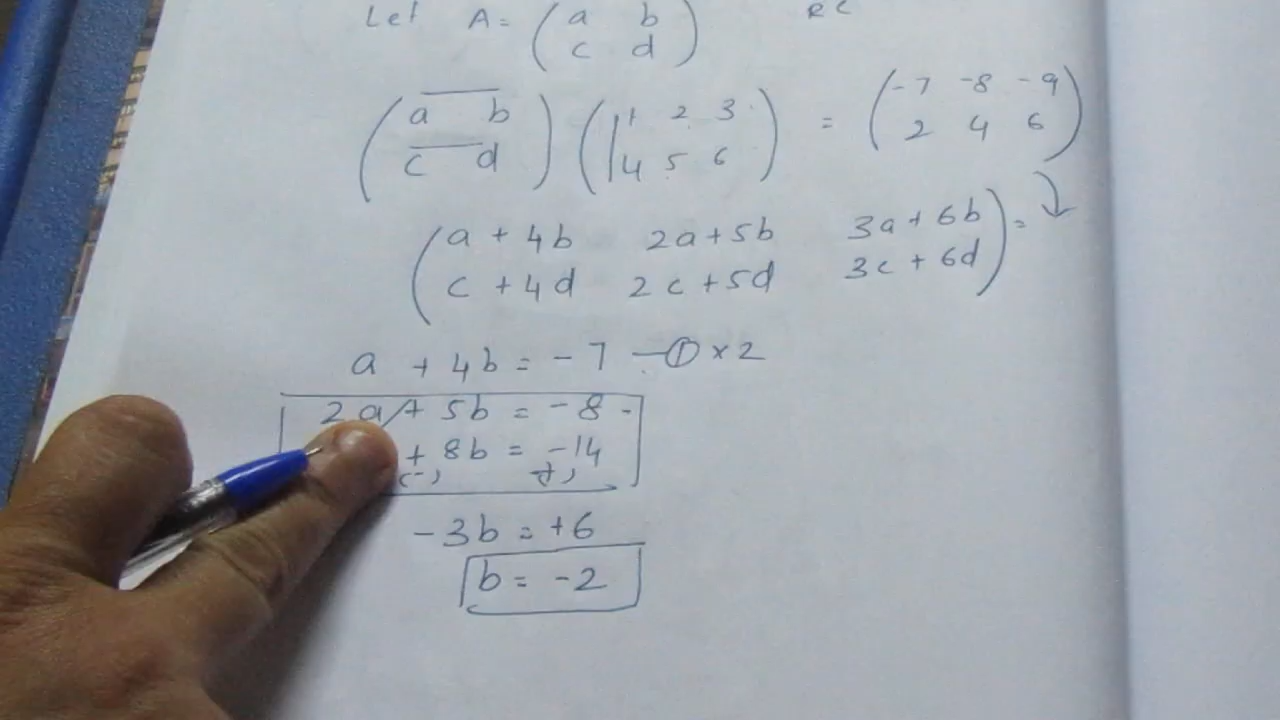 Let A = ( a b
c d )
( a b
c d ) ( 1 2 3
4 5 6 ) = ( -7 -8 -9
2 4 6 )
( a + 4b 2a + 5b 3a + 6b
c + 4d 2c + 5d 3c + 6d ) =
a + 4b = -7 — ① × 2
2a + 5b = -8
+ 8b = -14
(-) (+)
-3b = +6
b = -2